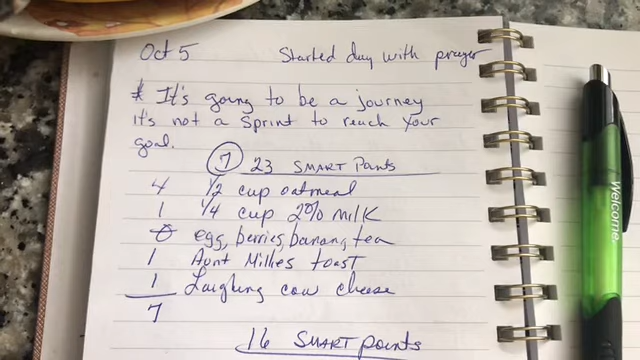 Oct 5 Started day with prayer
* It's going to be a journey
it's not a sprint to reach your
goal.
7 23 SMART Points
4 1/2 cup oatmeal
1 1/4 cup 2% milk
0 egg, berries, banana, tea
1 Aunt Millies toast
1 Laughing cow cheese
7
16 SMART points
Welcome.